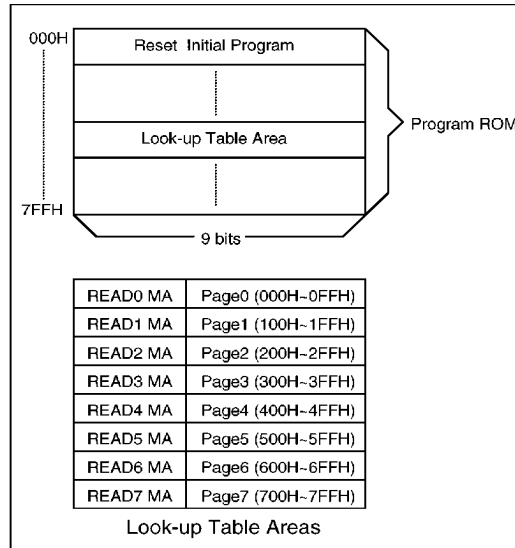 000H
Reset Initial Program
Look-up Table Area
Program ROM
7FFH
9 bits
READ0 MA Page0 (000H~0FFH)
READ1 MA Page1 (100H~1FFH)
READ2 MA Page2 (200H~2FFH)
READ3 MA Page3 (300H~3FFH)
READ4 MA Page4 (400H~4FFH)
READ5 MA Page5 (500H~5FFH)
READ6 MA Page6 (600H~6FFH)
READ7 MA Page7 (700H~7FFH)
Look-up Table Areas